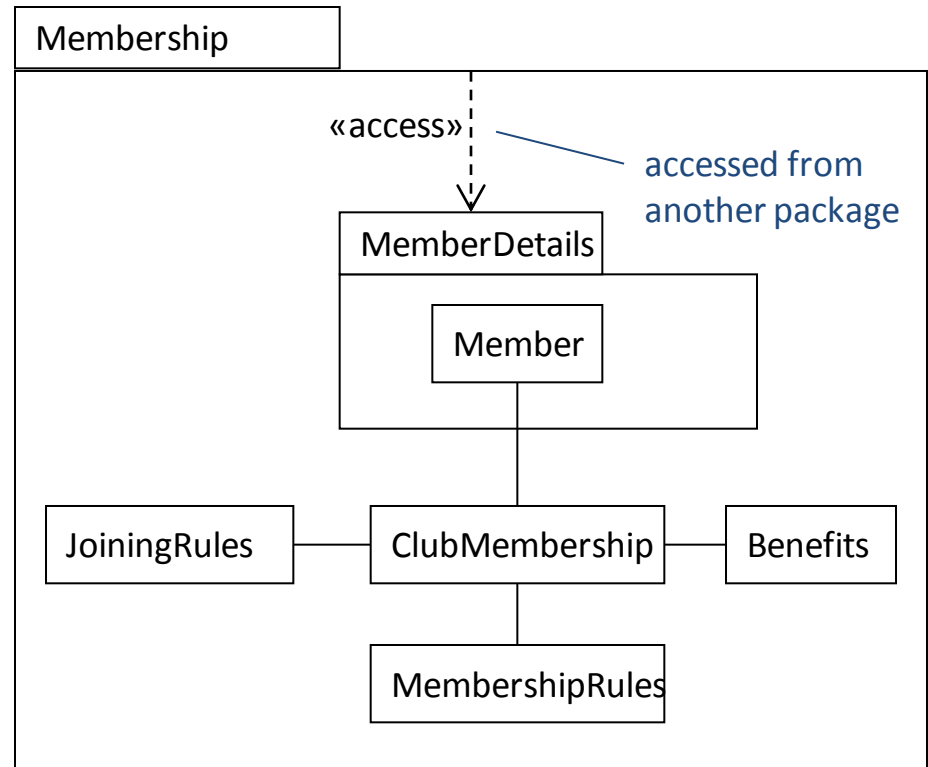 Membership
«access»
accessed from
another package
MemberDetails
Member
JoiningRules
ClubMembership
Benefits
MembershipRules